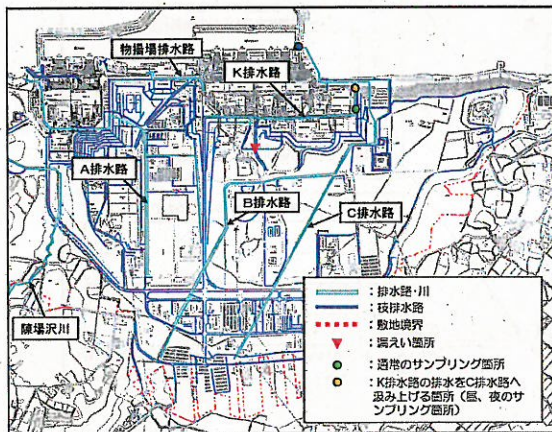 物揚場排水路
K排水路
A排水路
B排水路
C排水路
陳場沢川
：排水路・川
：枝排水路
：敷地境界
：漏えい箇所
：通常のサンプリング箇所
：K排水路の排水をC排水路へ
汲み上げる箇所（昼、夜のサ
ンプリング箇所）